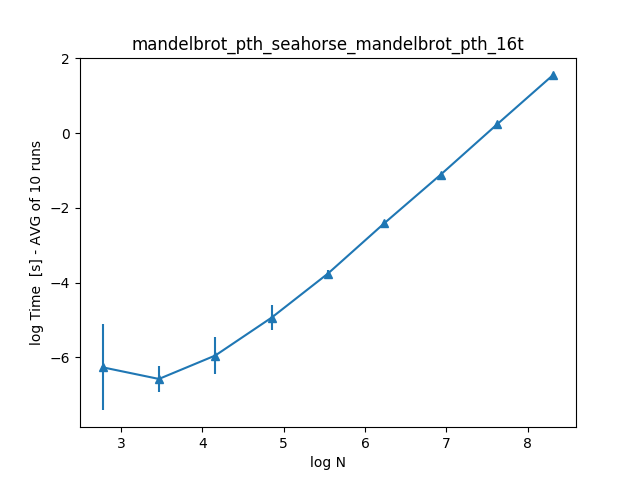 mandelbrot_pth_seahorse_mandelbrot_pth_16t
log Time  [s] - AVG of 10 runs
2
0
−2
−4
−6
3 4 5 6 7 8
log N